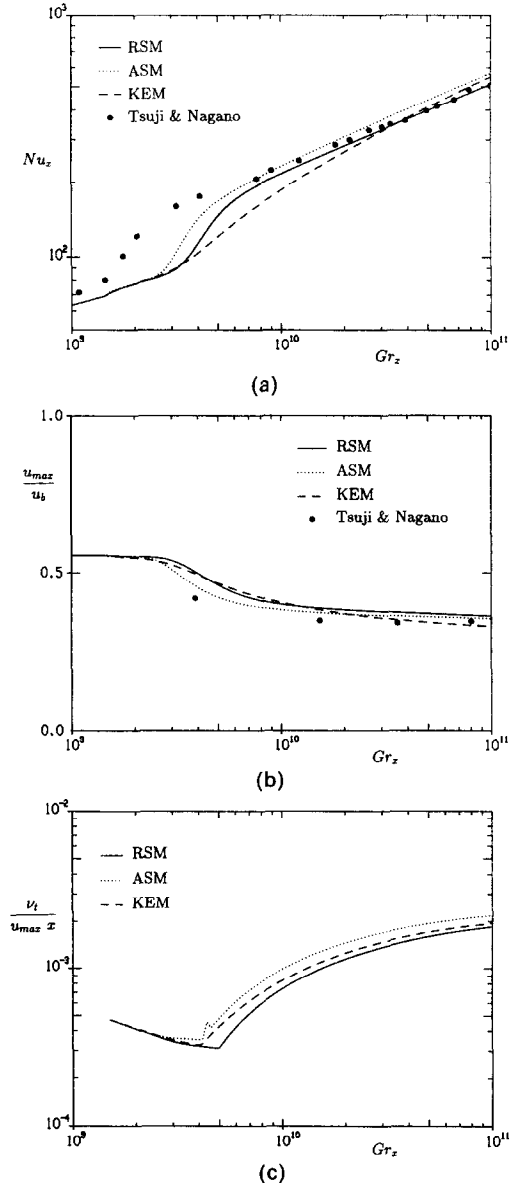 10³
RSM
ASM
KEM
Tsuji & Nagano
Nuₓ
10²
10⁹
10¹⁰
10¹¹
Grₓ
(a)
1.0
RSM
ASM
KEM
Tsuji & Nagano
u_max
u_b
0.5
0.0
10⁹
10¹⁰
10¹¹
Grₓ
(b)
10⁻²
RSM
ASM
KEM
ν_t
u_max x
10⁻³
10⁻⁴
10⁹
10¹⁰
10¹¹
Grₓ
(c)